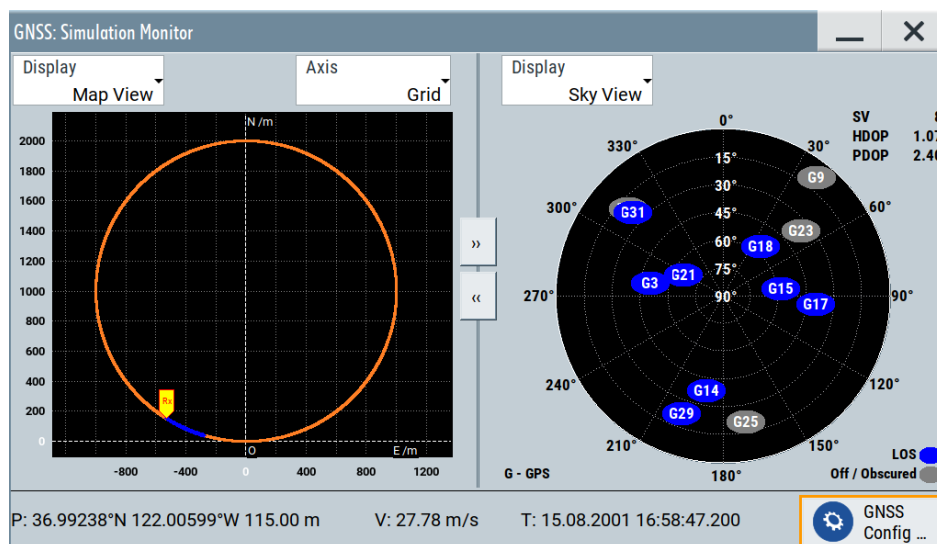 GNSS: Simulation Monitor
Display
Map View
Axis
Grid
Display
Sky View
N /m
2000
1800
1600
1400
1200
1000
800
600
400
200
0
Rx
O
E /m
-800 -400 0 400 800 1200
»
«
SV
HDOP 1.07
PDOP
0°
330° 30°
300° 60°
270° 90°
240° 120°
210° 150°
180°
15°
30°
45°
60°
75°
90°
G9
G31
G23
G18
G21
G3
G15
G17
G14
G29
G25
G - GPS
LOS
Off / Obscured
P: 36.99238°N 122.00599°W 115.00 m V: 27.78 m/s T: 15.08.2001 16:58:47.200
GNSS
Config ...